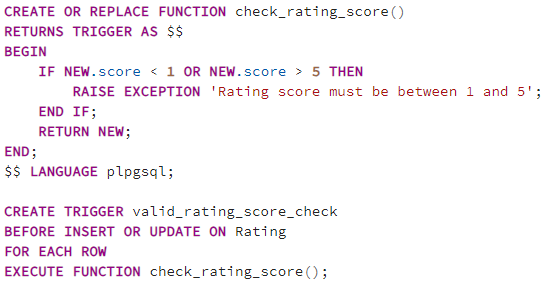 CREATE OR REPLACE FUNCTION check_rating_score()
RETURNS TRIGGER AS $$
BEGIN
    IF NEW.score < 1 OR NEW.score > 5 THEN
        RAISE EXCEPTION 'Rating score must be between 1 and 5';
    END IF;
    RETURN NEW;
END;
$$ LANGUAGE plpgsql;

CREATE TRIGGER valid_rating_score_check
BEFORE INSERT OR UPDATE ON Rating
FOR EACH ROW
EXECUTE FUNCTION check_rating_score();